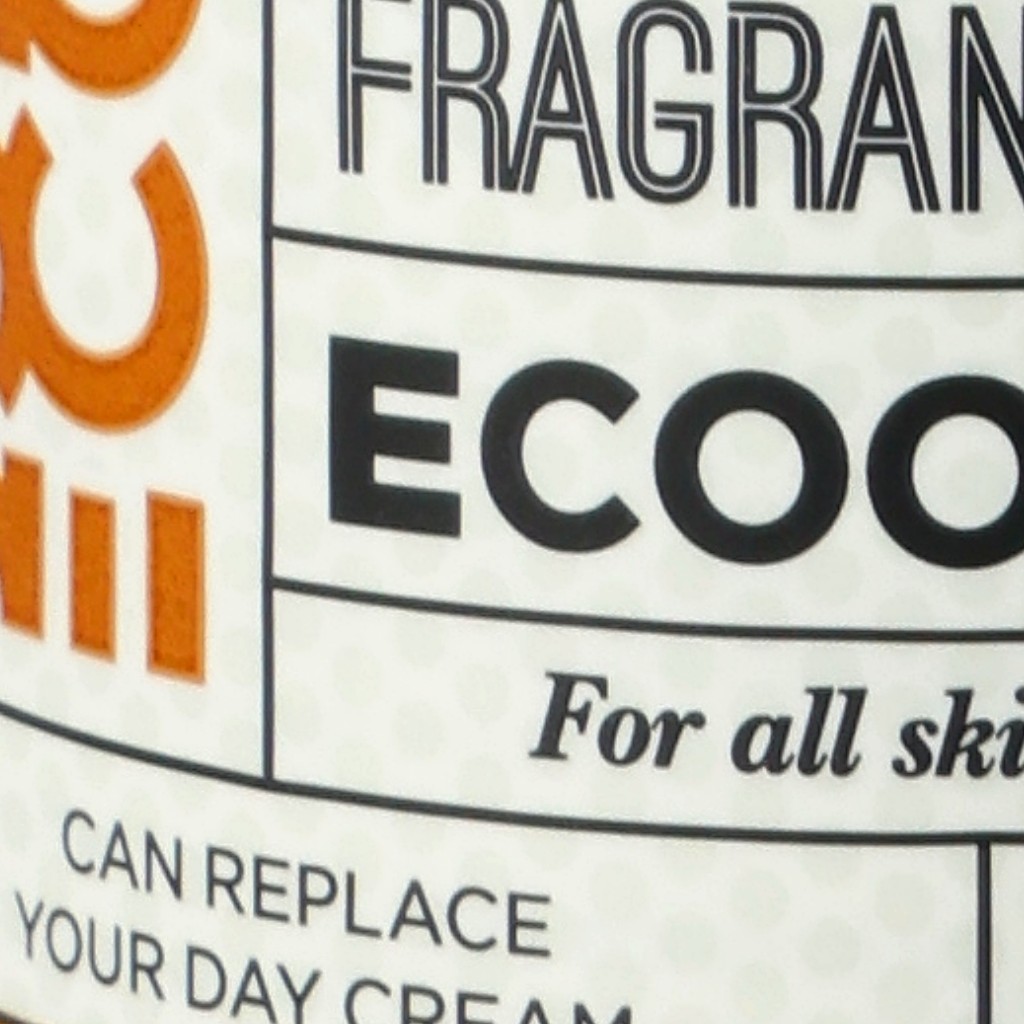 FRAGRAN
ECOO
For all ski
CAN REPLACE
YOUR DAY CREAM